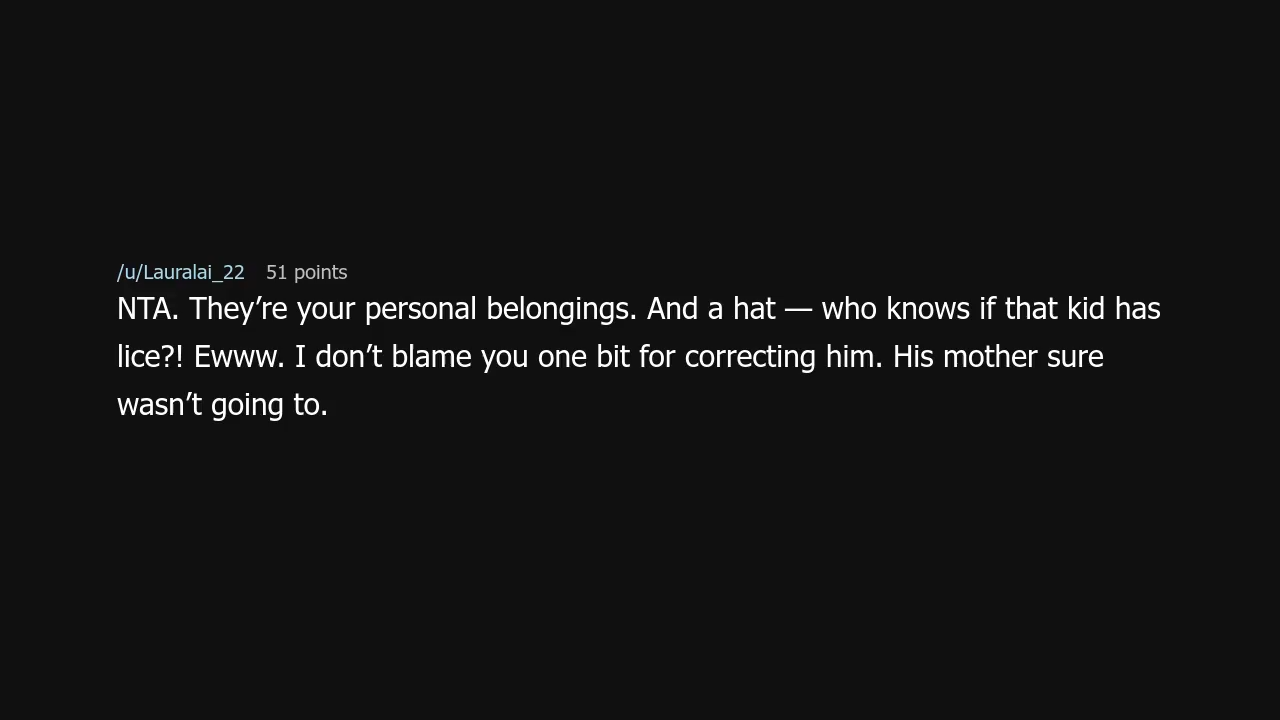 /u/Lauralai_22 51 points
NTA. They’re your personal belongings. And a hat — who knows if that kid has
lice?! Ewww. I don’t blame you one bit for correcting him. His mother sure
wasn’t going to.